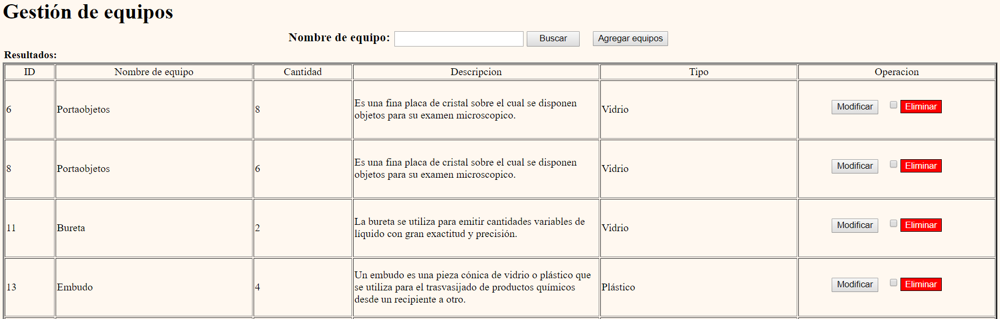 Gestión de equipos
Nombre de equipo: Buscar Agregar equipos
Resultados:
ID Nombre de equipo Cantidad Descripcion Tipo Operacion
6 Portaobjetos 8 Es una fina placa de cristal sobre el cual se disponen
objetos para su examen microscopico. Vidrio Modificar Eliminar
8 Portaobjetos 6 Es una fina placa de cristal sobre el cual se disponen
objetos para su examen microscopico. Vidrio Modificar Eliminar
11 Bureta 2 La bureta se utiliza para emitir cantidades variables de
líquido con gran exactitud y precisión. Vidrio Modificar Eliminar
13 Embudo 4 Un embudo es una pieza cónica de vidrio o plástico que
se utiliza para el trasvasijado de productos químicos
desde un recipiente a otro. Plástico Modificar Eliminar